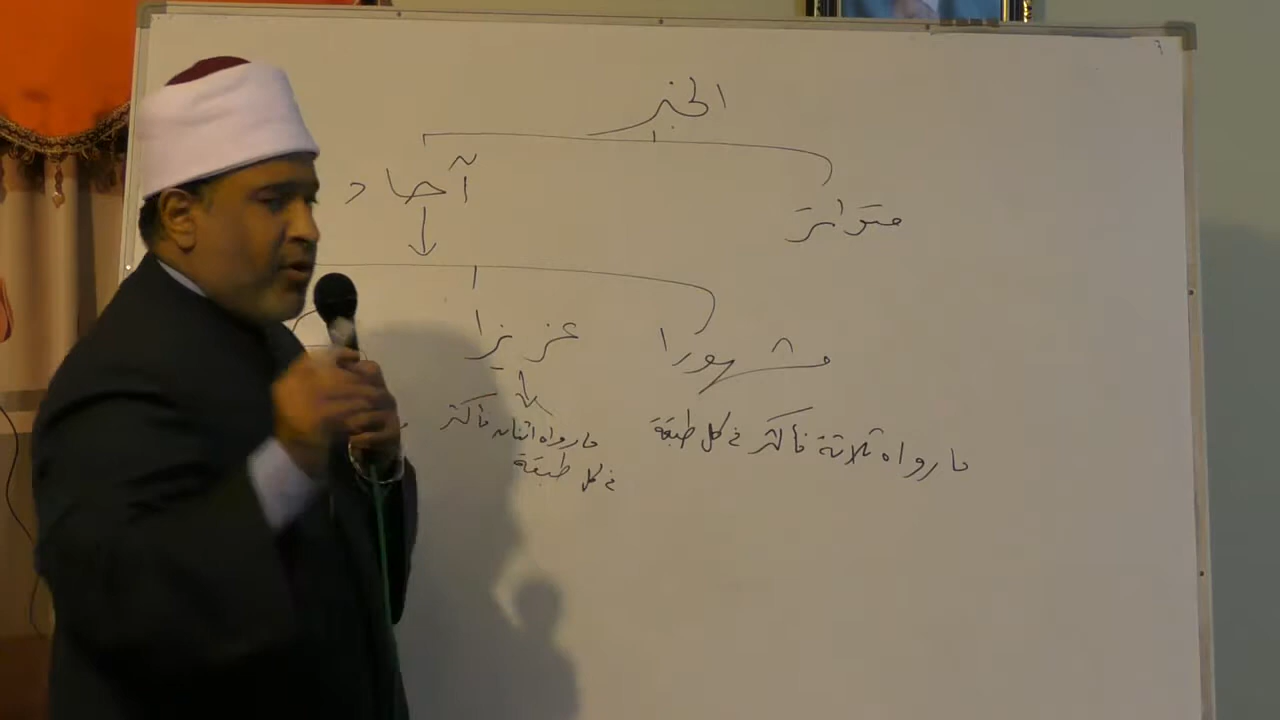 الخبر
متواتر
آحاد
مشهورا
عزيزا
ما رواه ثلاثة فأكثر في كل طبقة
ما رواه اثنان فأكثر
في كل طبقة